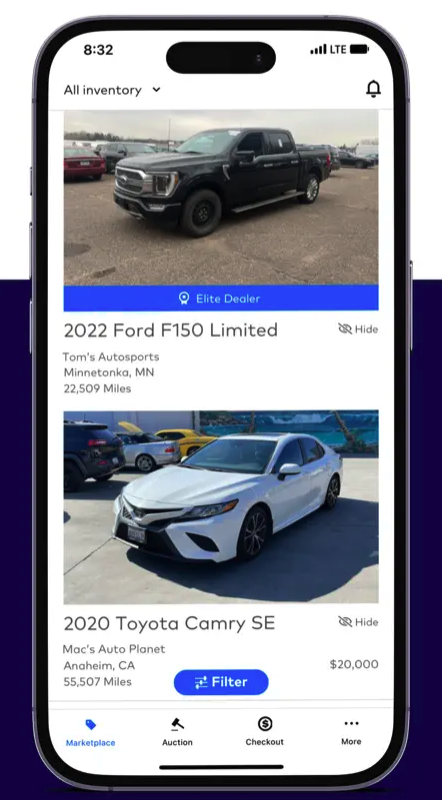 8:32
LTE
All inventory
Elite Dealer
2022 Ford F150 Limited
Hide
Tom's Autosports
Minnetonka, MN
22,509 Miles
2020 Toyota Camry SE
Hide
Mac's Auto Planet
Anaheim, CA
$20,000
55,507 Miles
Filter
Marketplace
Auction
Checkout
More